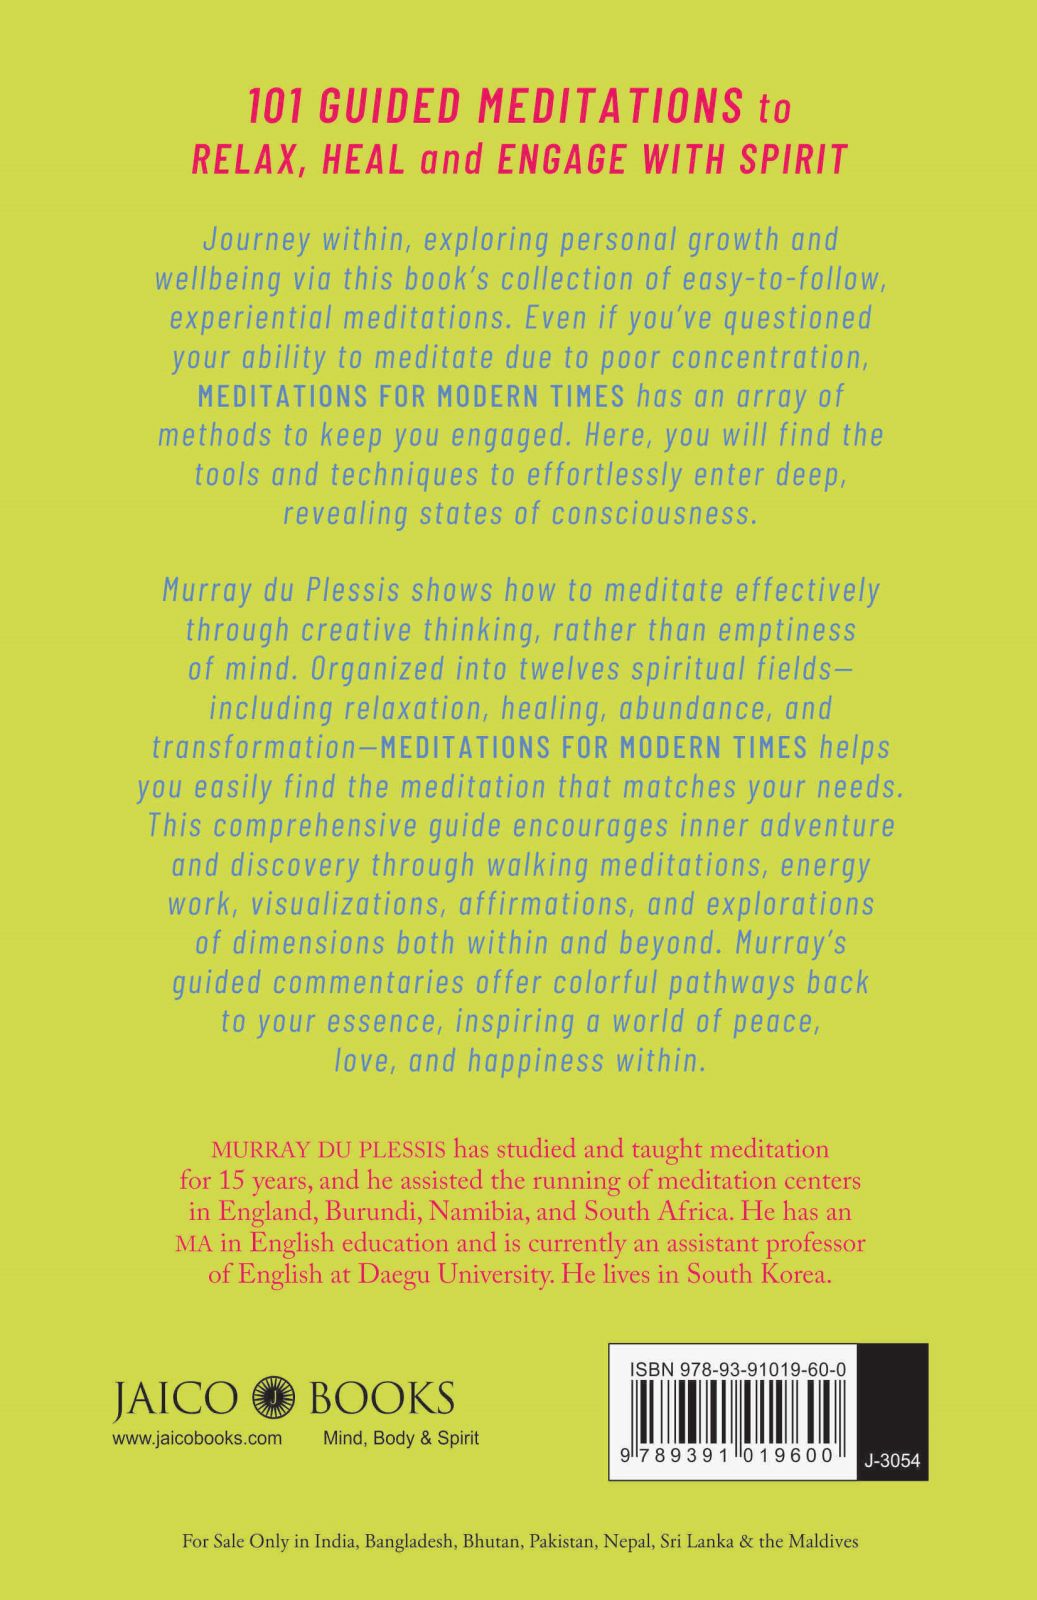 101 GUIDED MEDITATIONS to
RELAX, HEAL and ENGAGE WITH SPIRIT
Journey within, exploring personal growth and
wellbeing via this book’s collection of easy-to-follow,
experiential meditations. Even if you’ve questioned
your ability to meditate due to poor concentration,
MEDITATIONS FOR MODERN TIMES has an array of
methods to keep you engaged. Here, you will find the
tools and techniques to effortlessly enter deep,
revealing states of consciousness.
Murray du Plessis shows how to meditate effectively
through creative thinking, rather than emptiness
of mind. Organized into twelves spiritual fields—
including relaxation, healing, abundance, and
transformation—MEDITATIONS FOR MODERN TIMES helps
you easily find the meditation that matches your needs.
This comprehensive guide encourages inner adventure
and discovery through walking meditations, energy
work, visualizations, affirmations, and explorations
of dimensions both within and beyond. Murray’s
guided commentaries offer colorful pathways back
to your essence, inspiring a world of peace,
love, and happiness within.
MURRAY DU PLESSIS has studied and taught meditation
for 15 years, and he assisted the running of meditation centers
in England, Burundi, Namibia, and South Africa. He has an
MA in English education and is currently an assistant professor
of English at Daegu University. He lives in South Korea.
JAICO J BOOKS
www.jaicobooks.com Mind, Body & Spirit
ISBN 978-93-91019-60-0
9 789391 019600
J-3054
For Sale Only in India, Bangladesh, Bhutan, Pakistan, Nepal, Sri Lanka & the Maldives